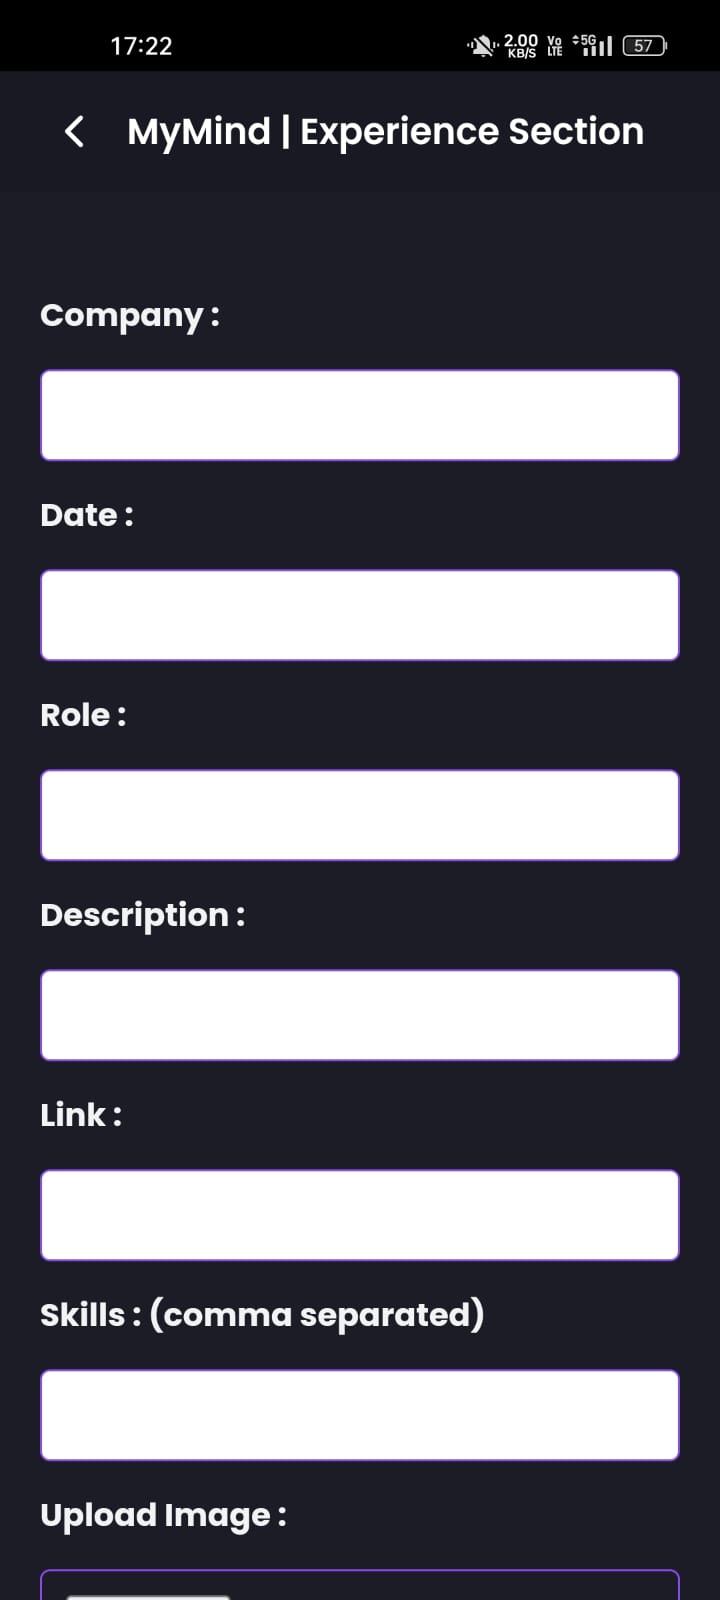 17:22
2.00
KB/S
Vo
LTE
5G
57
MyMind | Experience Section
Company :
Date :
Role :
Description :
Link :
Skills : (comma separated)
Upload Image :